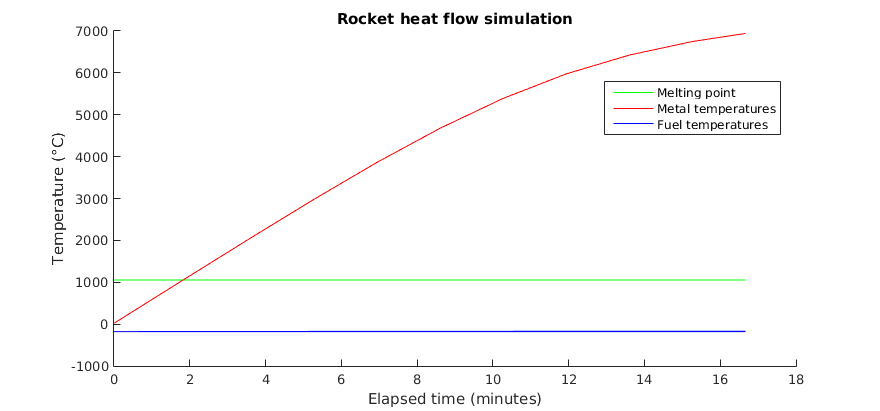 Rocket heat flow simulation
7000
6000
5000
4000
3000
2000
1000
0
-1000
Temperature (°C)
Melting point
Metal temperatures
Fuel temperatures
0 2 4 6 8 10 12 14 16 18
Elapsed time (minutes)